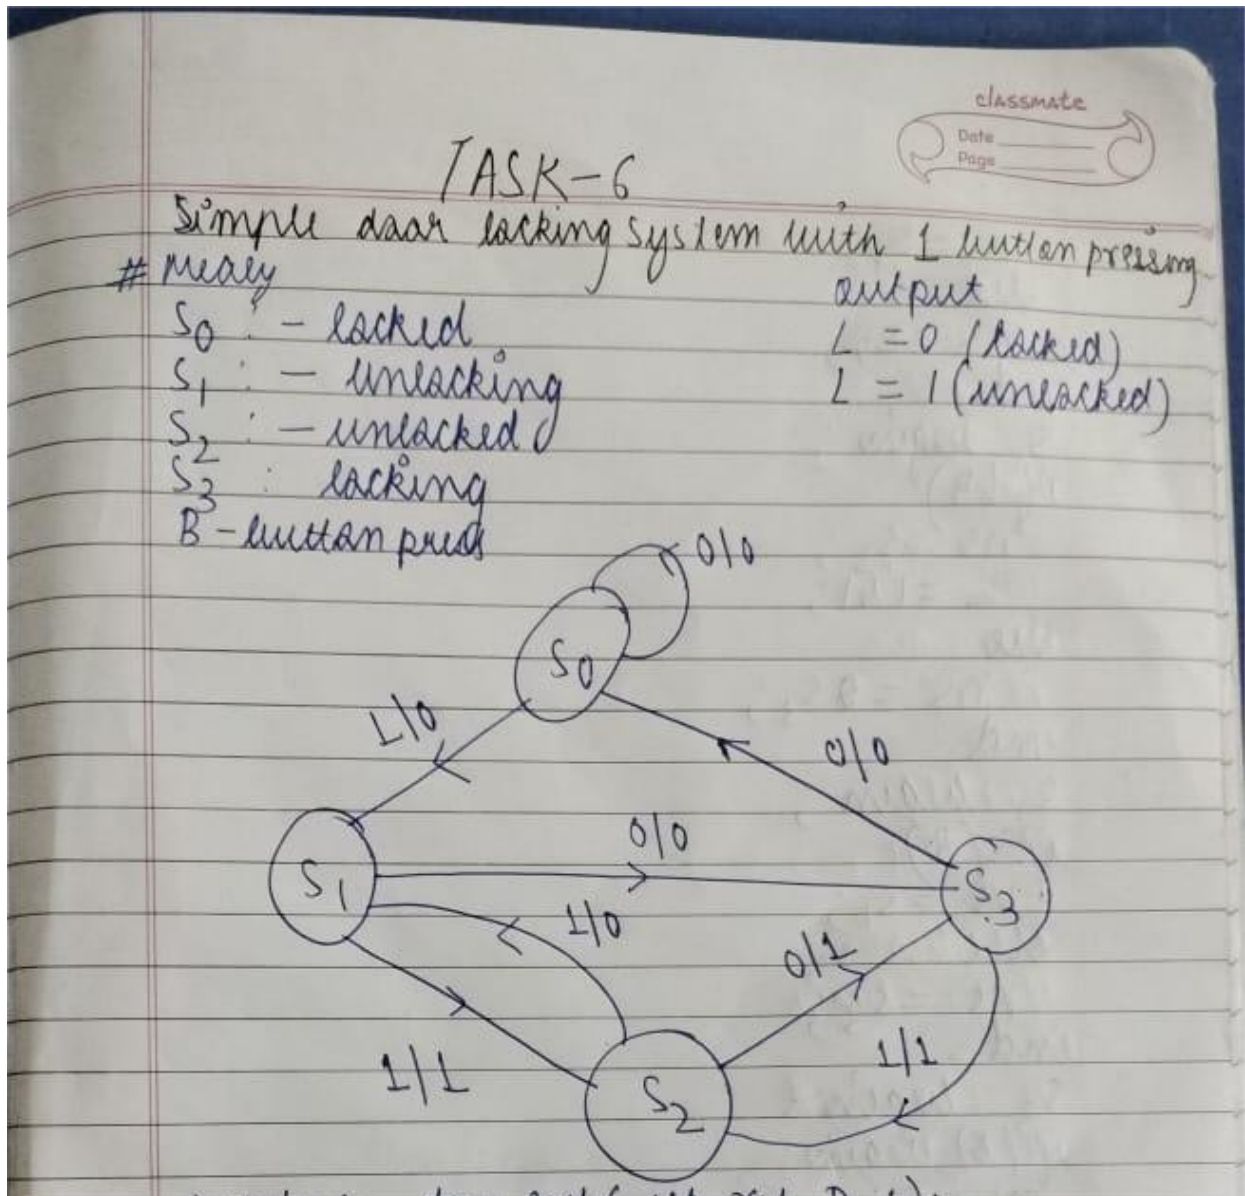 classmate
Date
Page
TASK-6
Simple door locking system with 1 button pressing
# Mealy
output
S0 : - locked
L = 0 (locked)
S1 : - unlocking
L = 1 (unlocked)
S2 : - unlocked
S3 : locking
B - button press
0/0
S0
1/0
0/0
0/0
S1
S3
1/0
0/1
1/1
1/1
S2